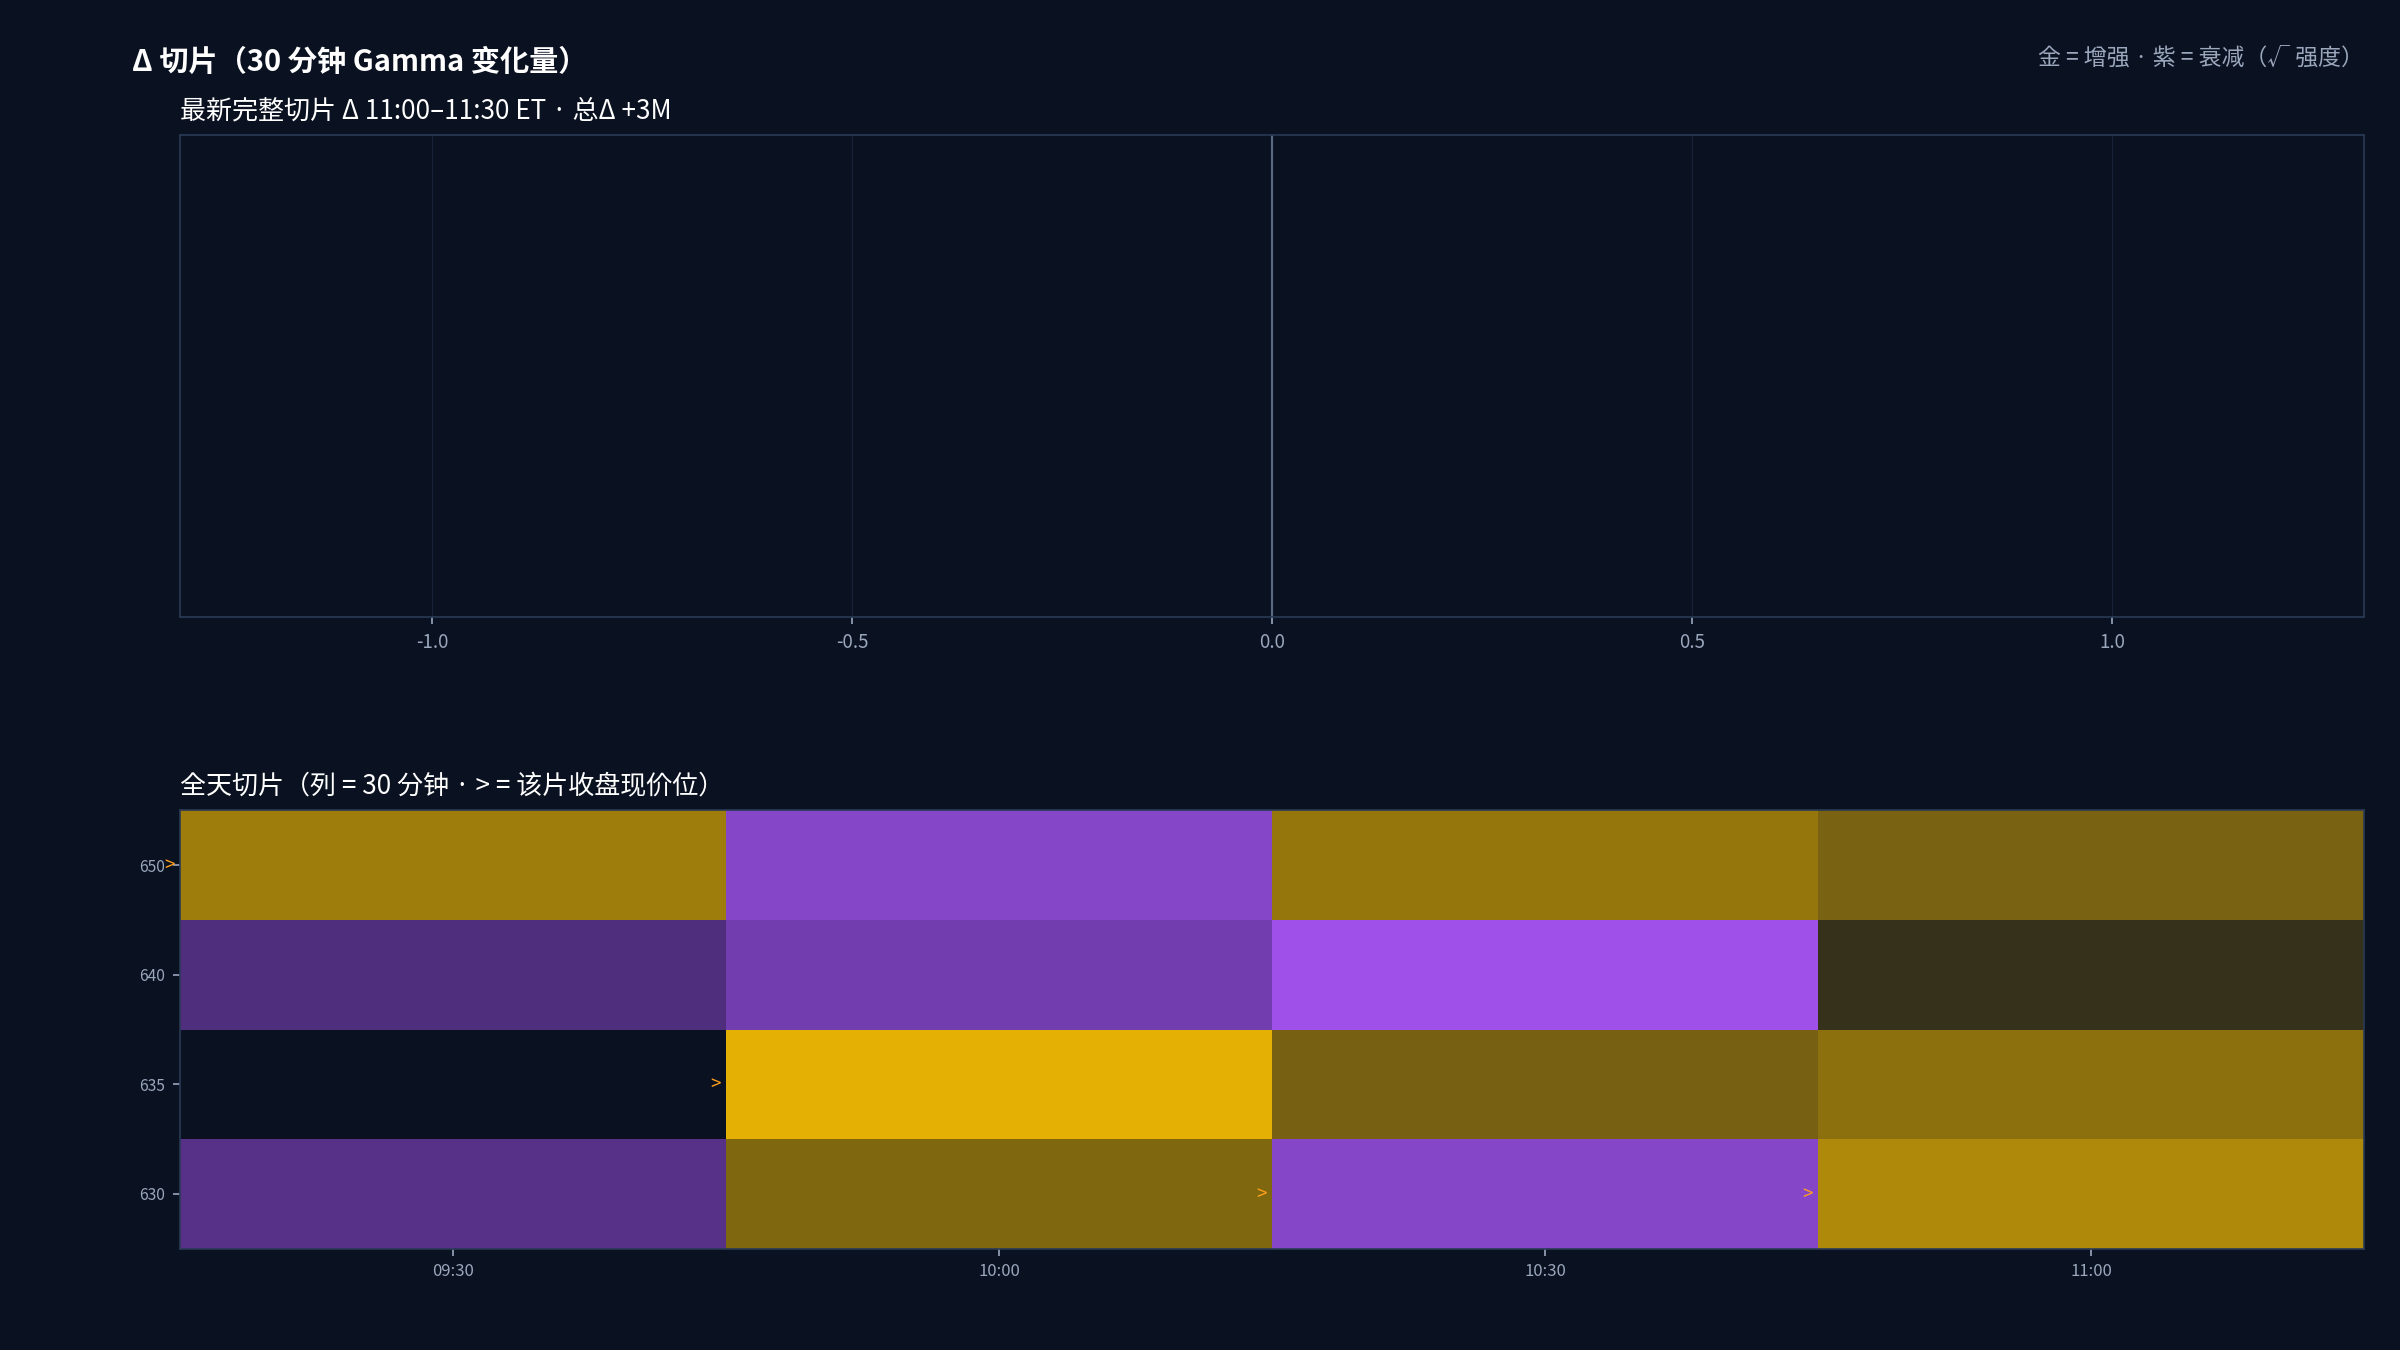 Δ 切片（30 分钟 Gamma 变化量）
金 = 增强 · 紫 = 衰减（√ 强度）
最新完整切片 Δ 11:00–11:30 ET · 总Δ +3M
-1.0 -0.5 0.0 0.5 1.0
全天切片（列 = 30 分钟 · > = 该片收盘现价位）
650 >
640
635 >
630 > >
09:30 10:00 10:30 11:00